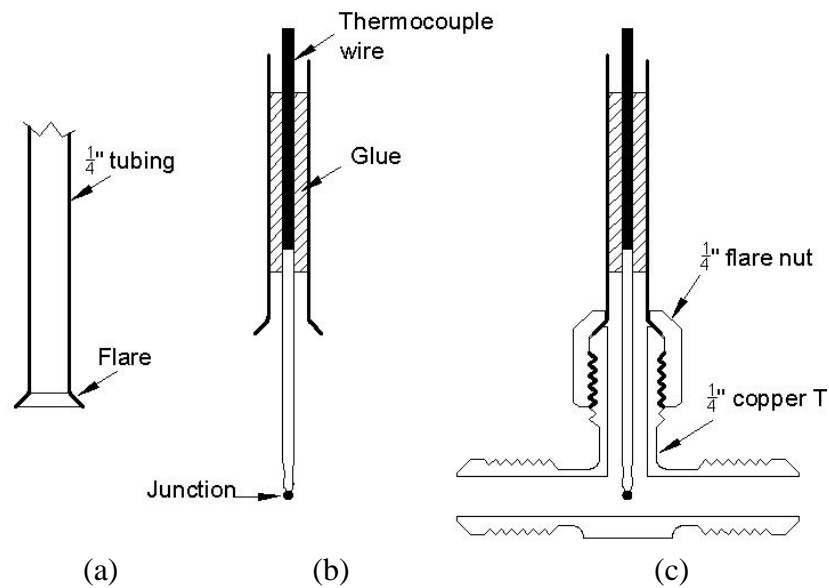 1/4" tubing
Flare
(a)
Thermocouple
wire
Glue
Junction
(b)
1/4" flare nut
1/4" copper T
(c)